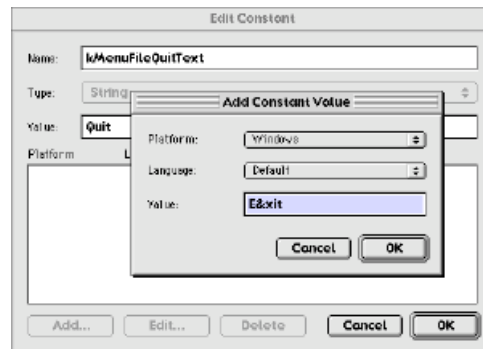 Edit Constant
Name: kMenuFileQuitText
Type: String
Add Constant Value
Value: Quit
Platform: Windows
Platform L
Language: Default
Value: E&xit
Cancel OK
Add... Edit... Delete Cancel OK